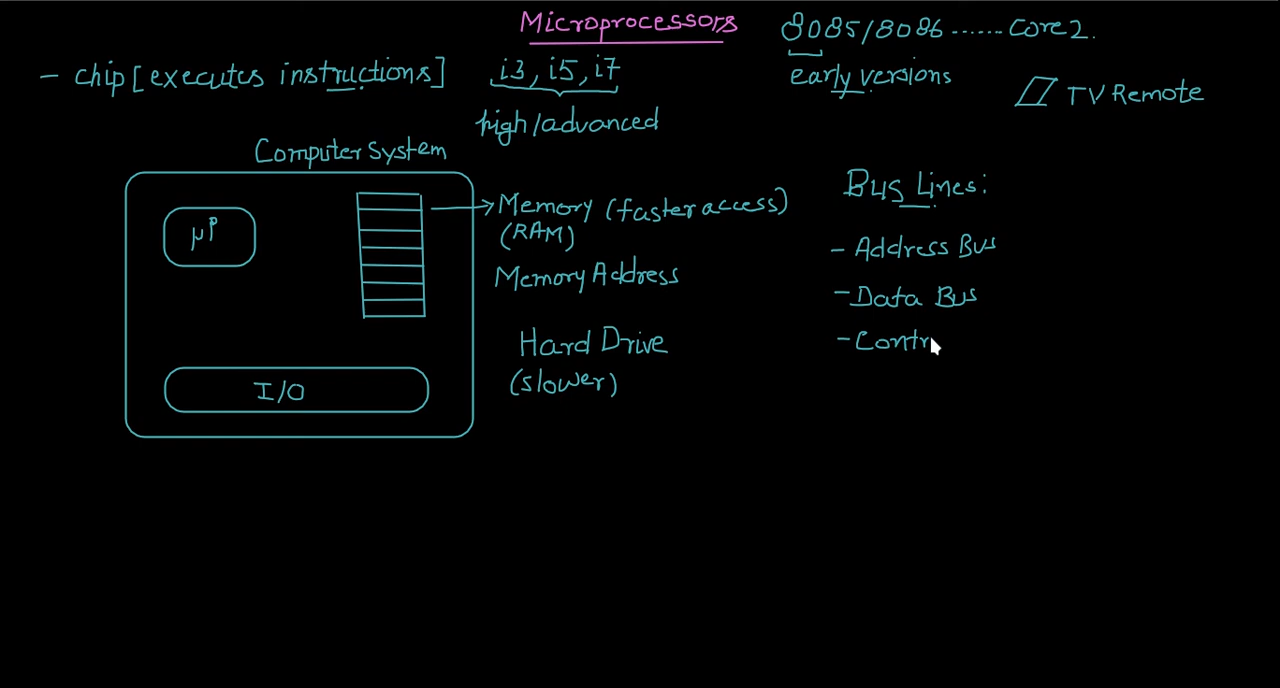 Microprocessors
8085/8086 ...... Core 2.
- chip [executes instructions]
i3, i5, i7
early versions
TV Remote
high/advanced
Computer System
Bus Lines:
μP
Memory (faster access)
(RAM)
- Address Bus
Memory Address
- Data Bus
Hard Drive
- Contr
(slower)
I/O